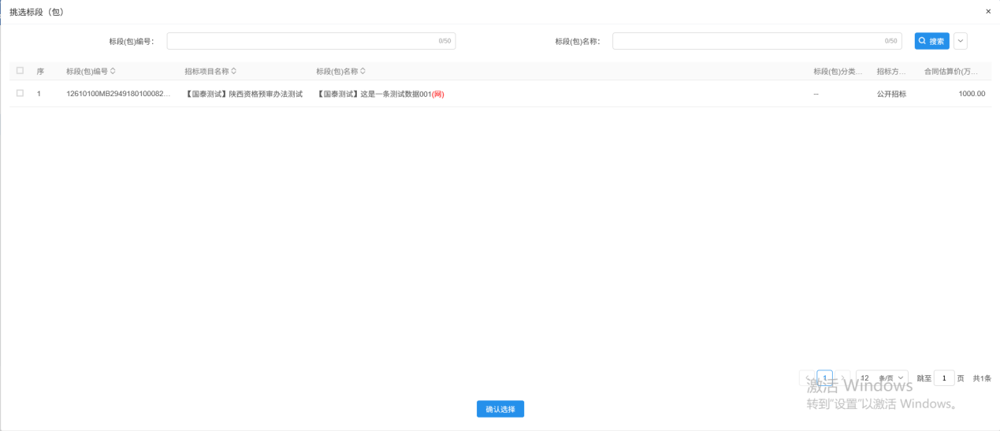 挑选标段（包） ×
标段(包)编号： 0/50 标段(包)名称： 0/50 搜索
序 标段(包)编号 招标项目名称 标段(包)名称 标段(包)分类... 招标方... 合同估算价(万...
1 12610100MB2949180100082... 【国泰测试】陕西资格预审办法测试 【国泰测试】这是一条测试数据001(网) -- 公开招标 1000.00
< 1 > 12 条/页 跳至 1 页 共1条
激活 Windows
转到“设置”以激活 Windows。
确认选择